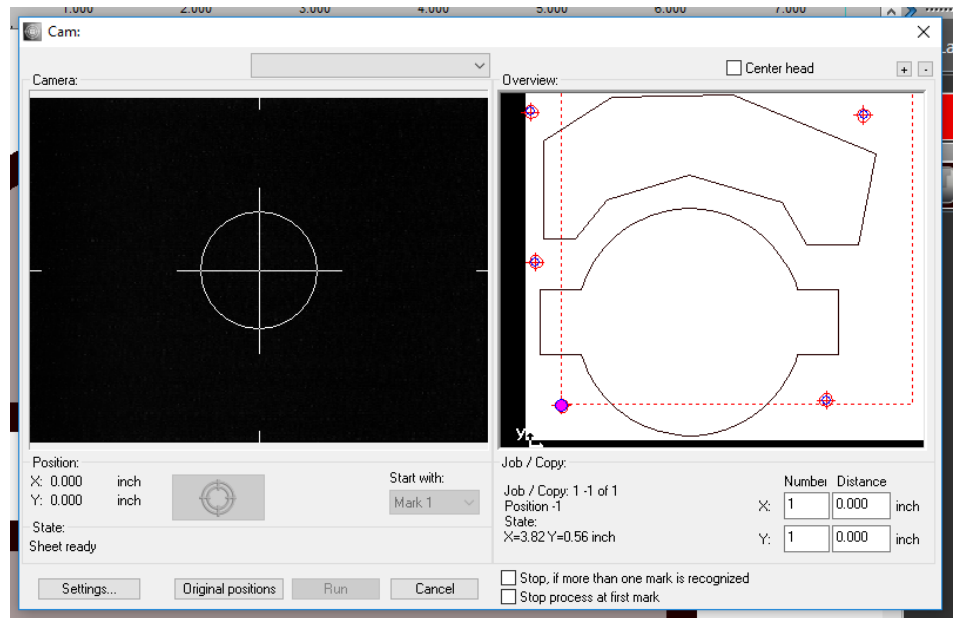 1.000 2.000 3.000 4.000 5.000 6.000 7.000
Cam:
Center head + -
Camera: Overview:
y
Position: Job / Copy:
X: 0.000 inch
Y: 0.000 inch
Start with:
Mark 1
Job / Copy: 1 -1 of 1
Position -1
State:
X=3.82 Y=0.56 inch
Number Distance
X: 1 0.000 inch
Y: 1 0.000 inch
State:
Sheet ready
Stop, if more than one mark is recognized
Settings... Original positions Run Cancel
Stop process at first mark